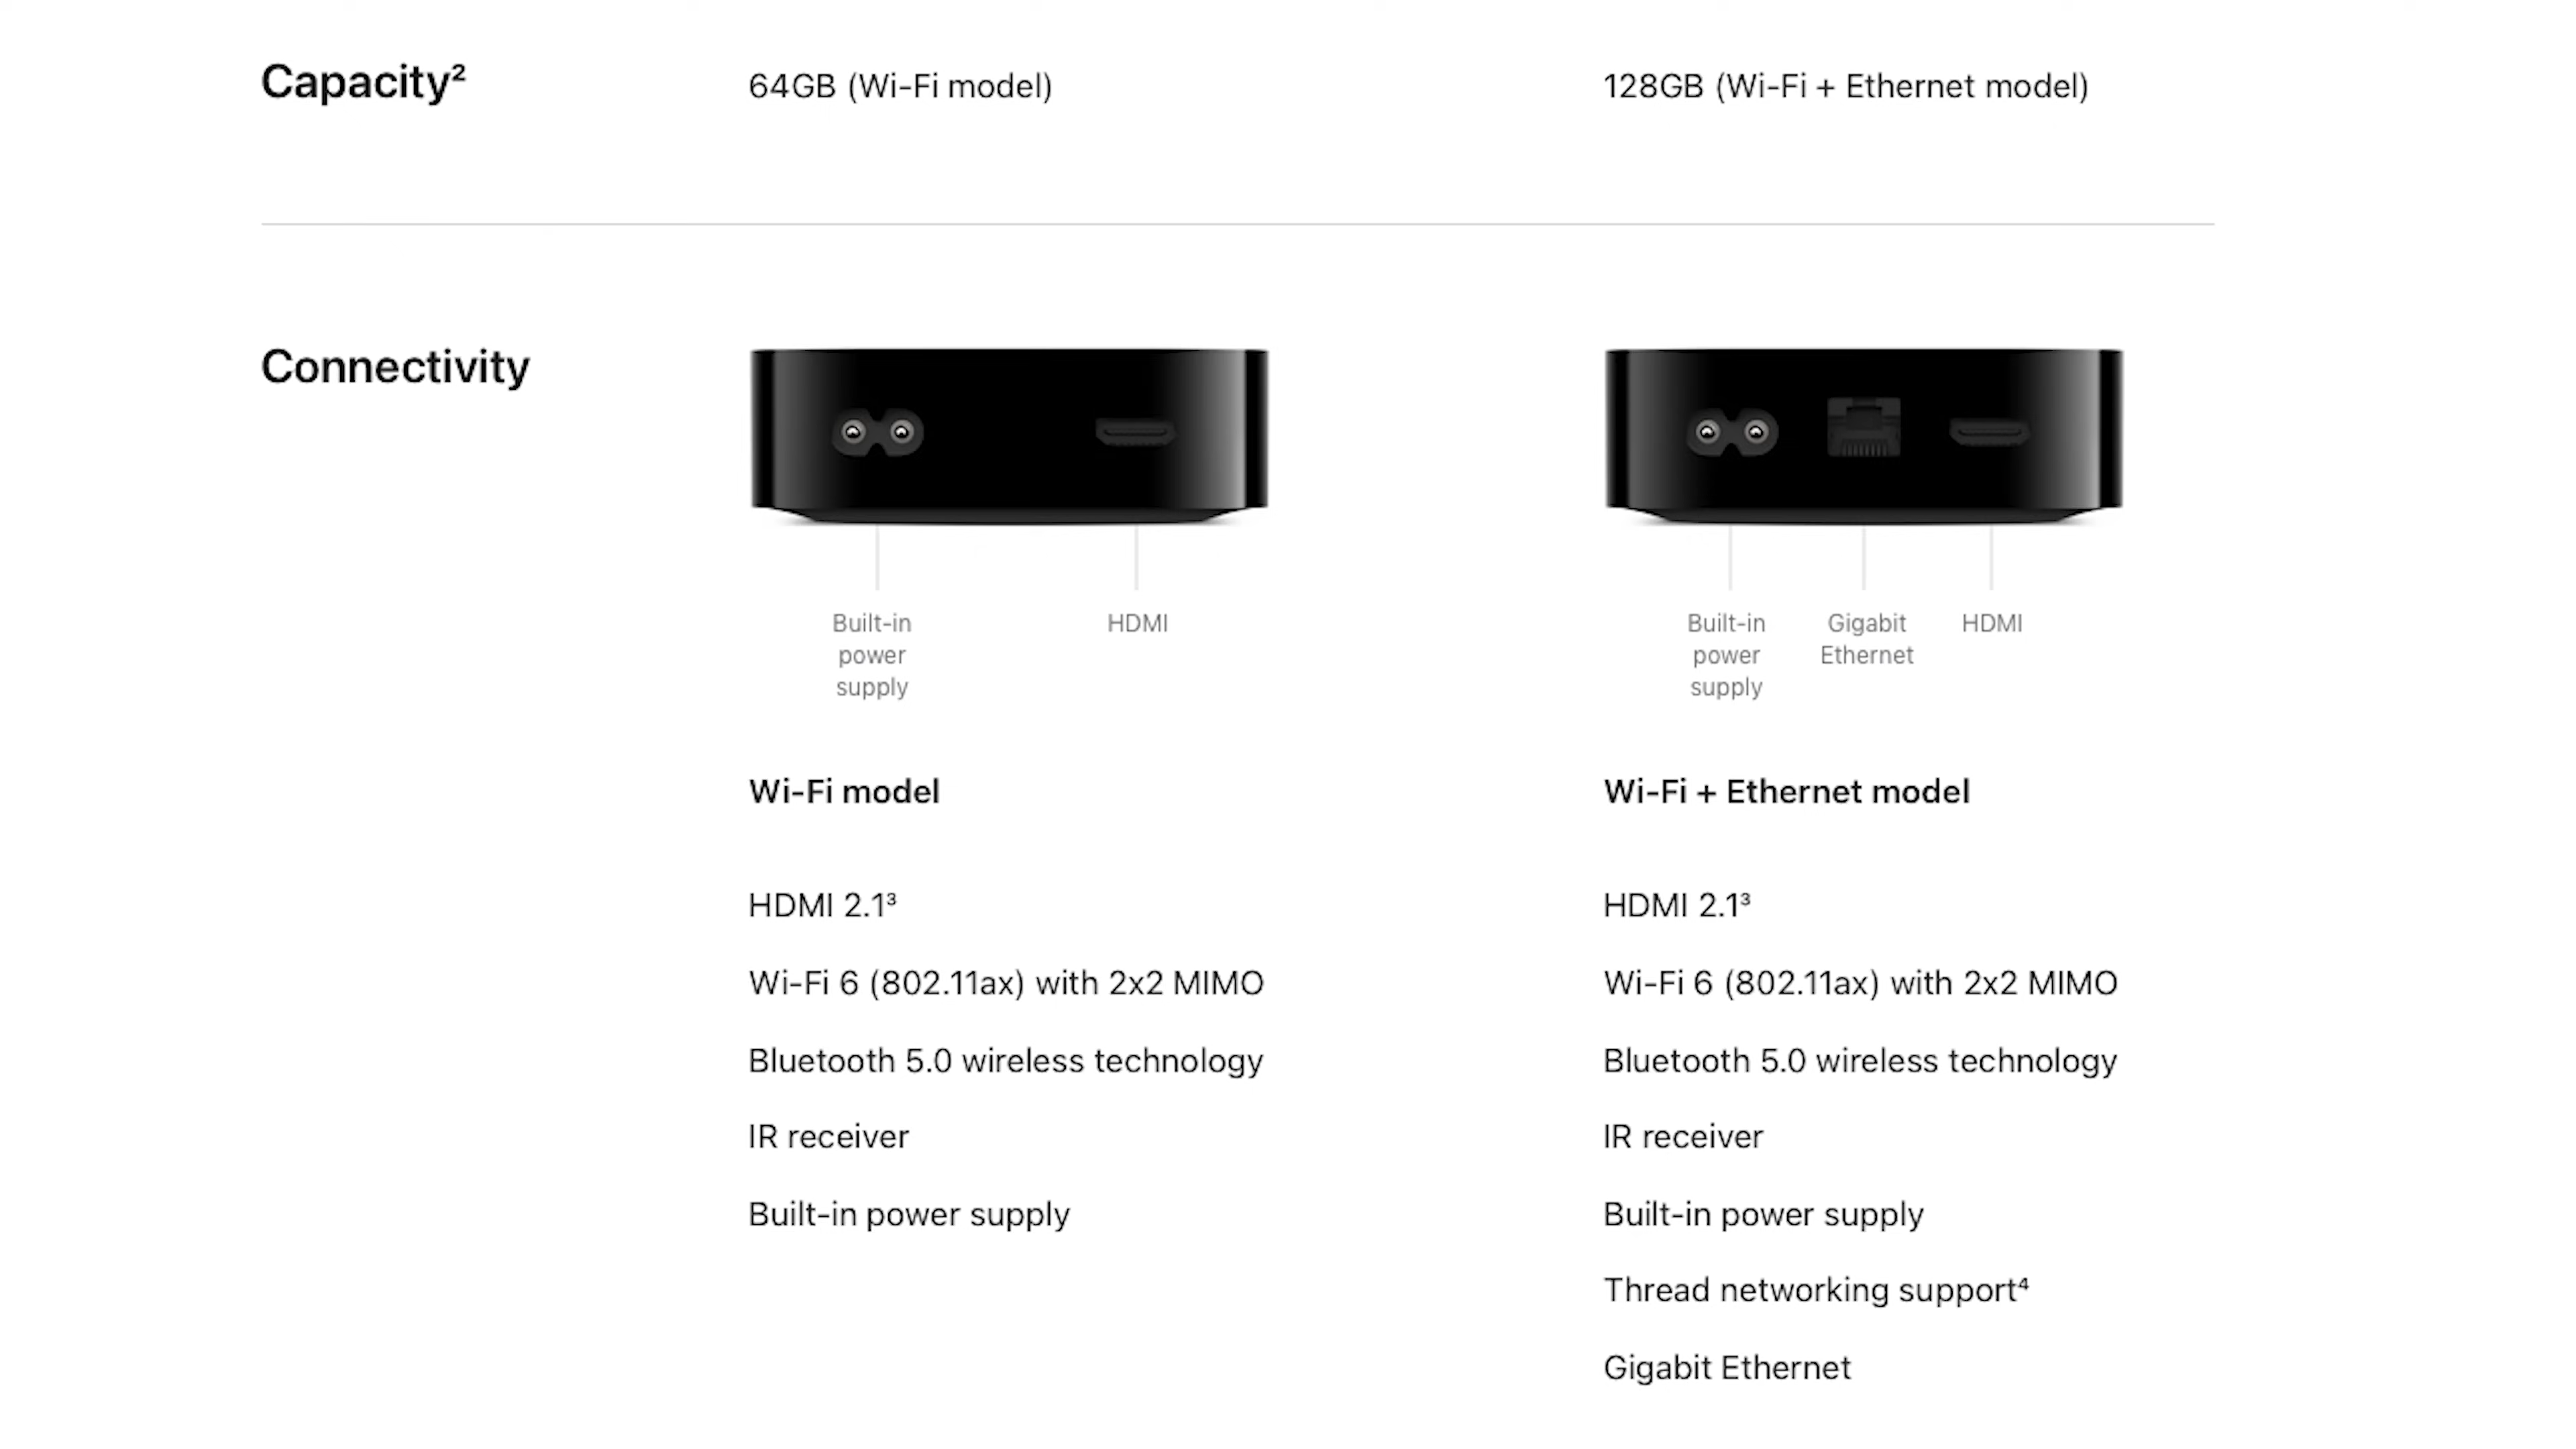 Capacity²
64GB (Wi-Fi model)
128GB (Wi-Fi + Ethernet model)
Connectivity
Built-in
power
supply
HDMI
Built-in
power
supply
Gigabit
Ethernet
HDMI
Wi-Fi model
HDMI 2.1³
Wi-Fi 6 (802.11ax) with 2x2 MIMO
Bluetooth 5.0 wireless technology
IR receiver
Built-in power supply
Wi-Fi + Ethernet model
HDMI 2.1³
Wi-Fi 6 (802.11ax) with 2x2 MIMO
Bluetooth 5.0 wireless technology
IR receiver
Built-in power supply
Thread networking support⁴
Gigabit Ethernet